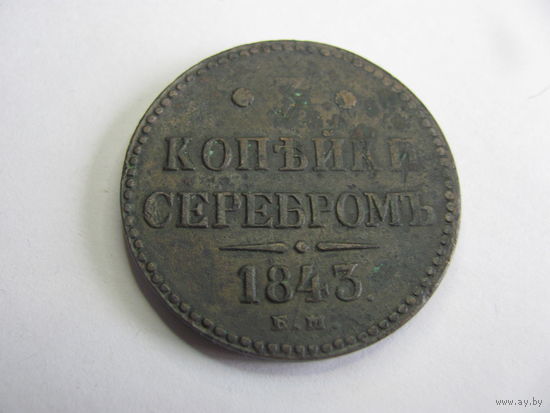 · 3 ·
КОПѢЙКИ
СЕРЕБРОМЪ
1843.
Е.М.
www.ay.by